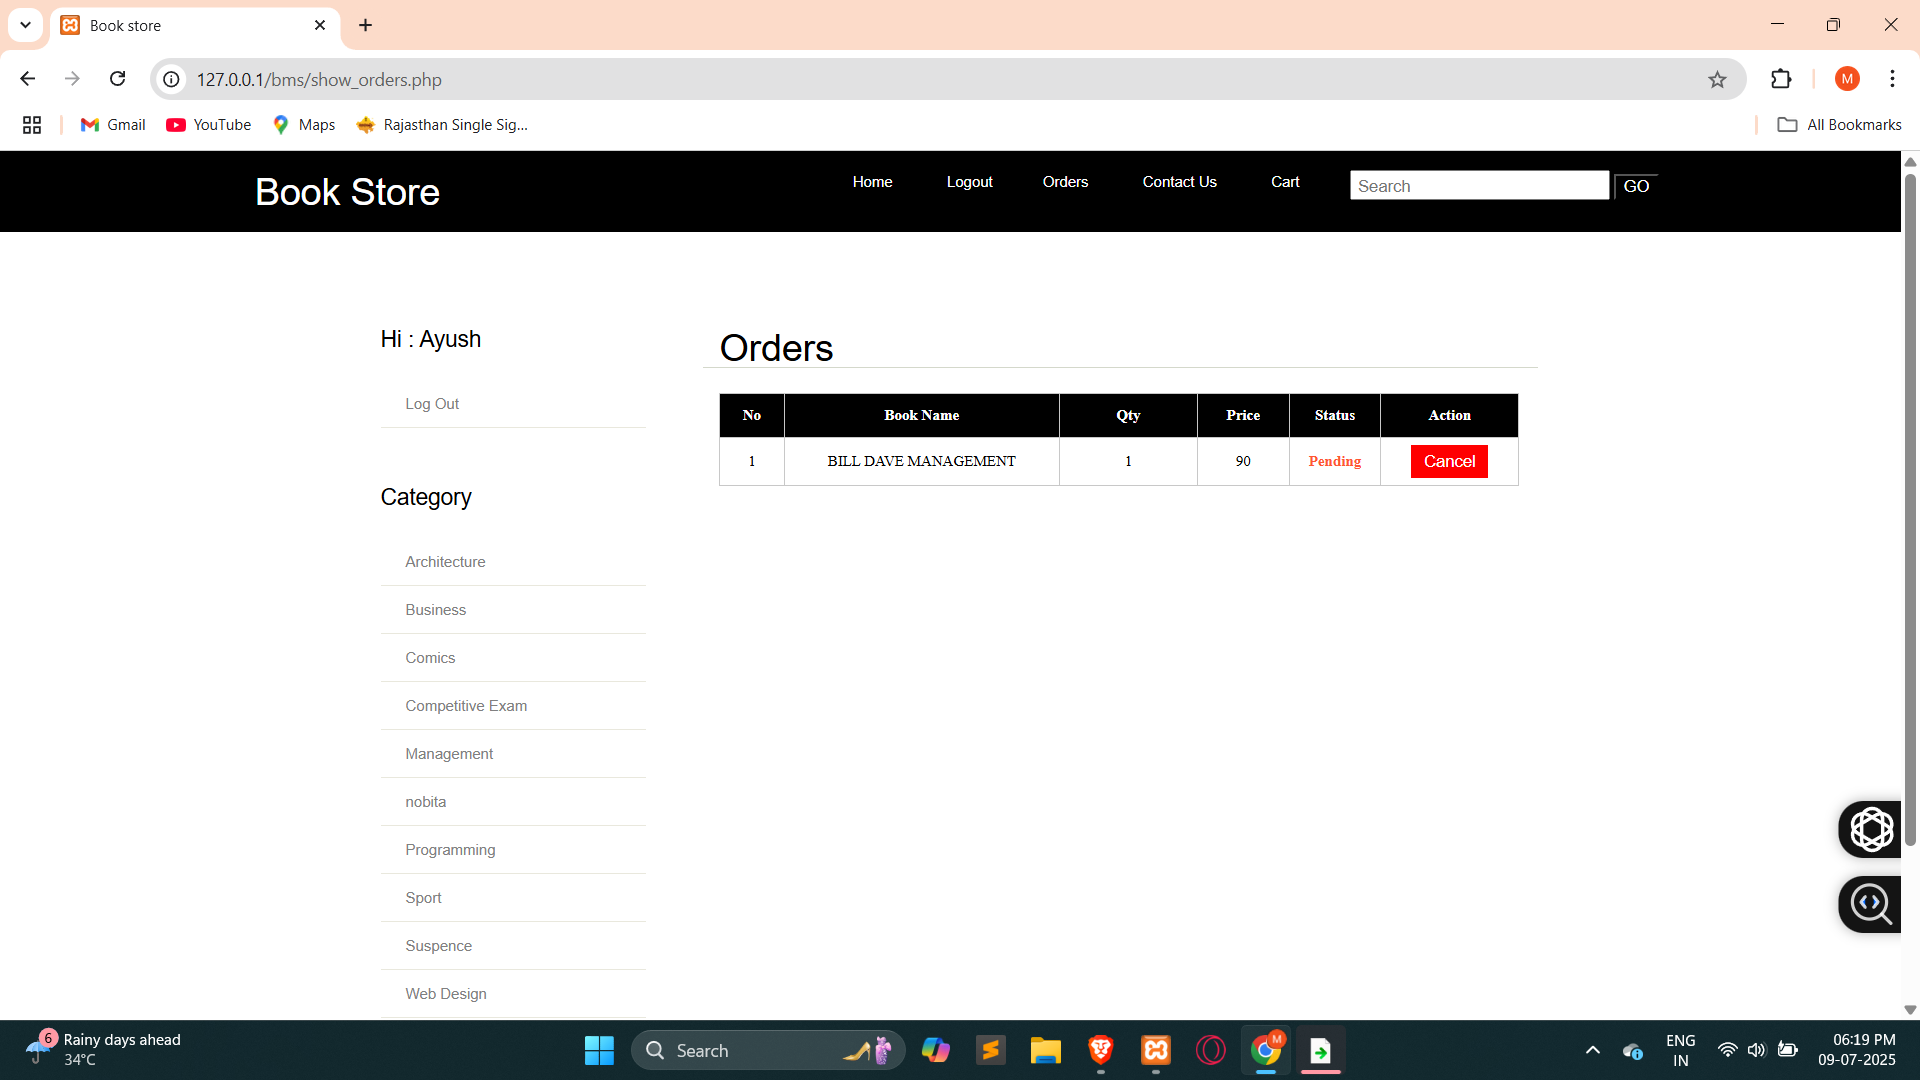 Book store
127.0.0.1/bms/show_orders.php
M
Gmail YouTube Maps Rajasthan Single Sig... All Bookmarks
Book Store
Home Logout Orders Contact Us Cart Search GO
Hi : Ayush
Log Out
Category
Architecture
Business
Comics
Competitive Exam
Management
nobita
Programming
Sport
Suspence
Web Design
Orders
No Book Name Qty Price Status Action
1 BILL DAVE MANAGEMENT 1 90 Pending Cancel
6 Rainy days ahead
34°C
Search
M
ENG
IN
06:19 PM
09-07-2025